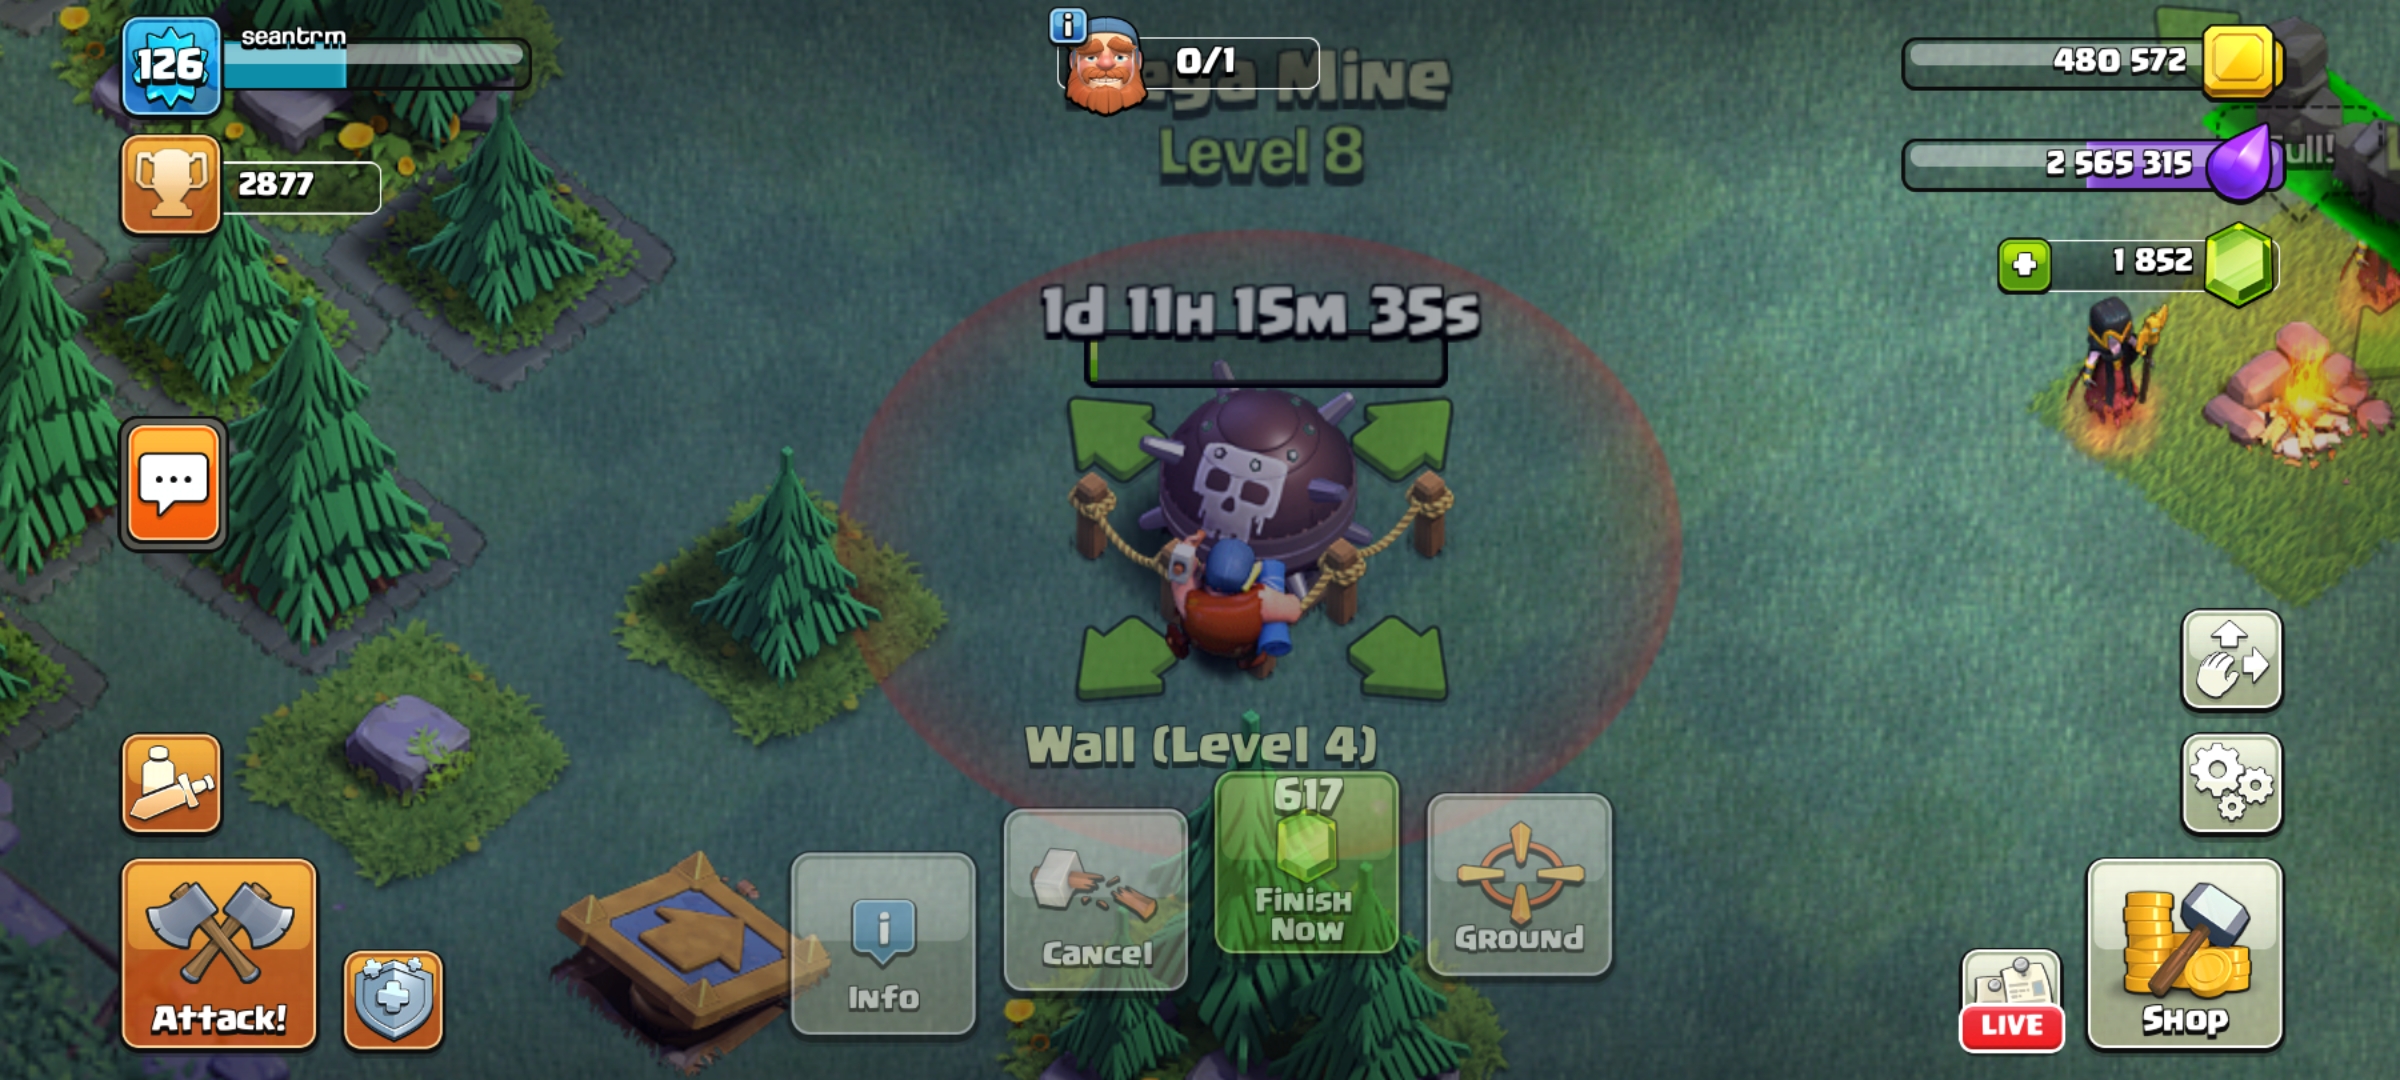 126
seantrm
0/1
480 572
Mine
Level 8
2877
2 565 315
ull!
1 852
1d 11H 15M 35s
Wall (Level 4)
617
Finish
Now
Ground
Cancel
Info
Attack!
LIVE
Shop